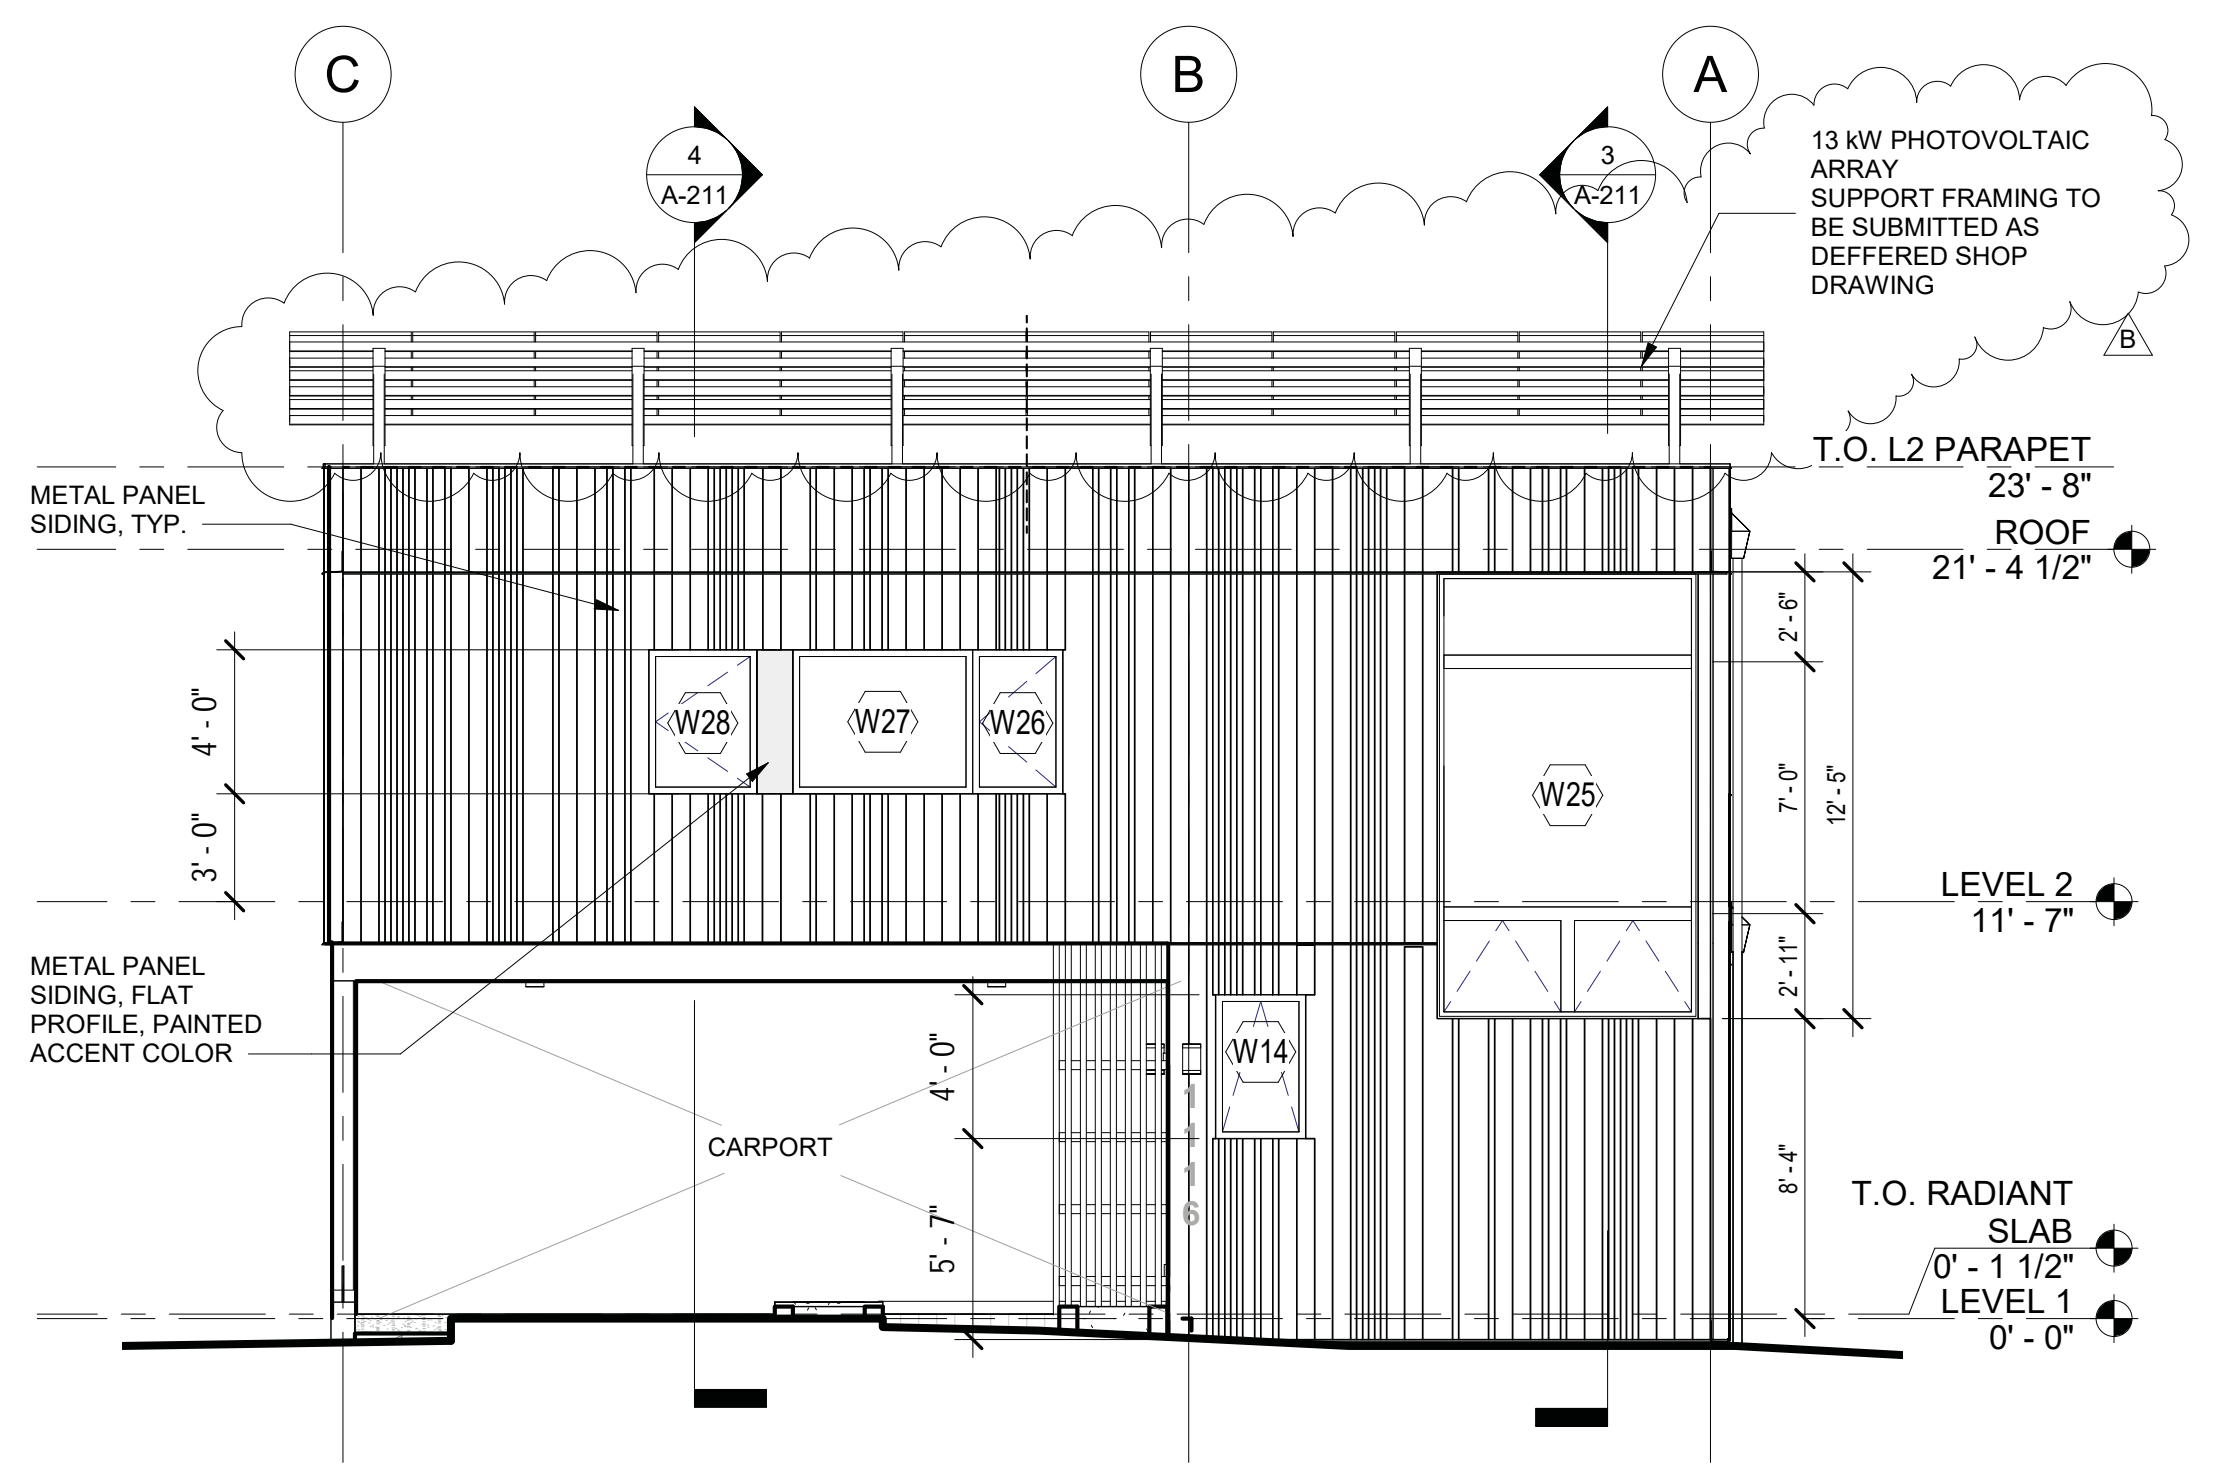 C
B
A
4
A-211
3
A-211
13 kW PHOTOVOLTAIC
ARRAY
SUPPORT FRAMING TO
BE SUBMITTED AS
DEFFERED SHOP
DRAWING
B
T.O. L2 PARAPET
23' - 8"
METAL PANEL
SIDING, TYP.
ROOF
21' - 4 1/2"
2' - 6"
4' - 0"
W28
W27
W26
W25
7' - 0"
12' - 5"
3' - 0"
LEVEL 2
11' - 7"
2' - 11"
METAL PANEL
SIDING, FLAT
PROFILE, PAINTED
ACCENT COLOR
4' - 0"
W14
1
1
1
6
CARPORT
8' - 4"
5' - 7"
T.O. RADIANT
SLAB
0' - 1 1/2"
LEVEL 1
0' - 0"